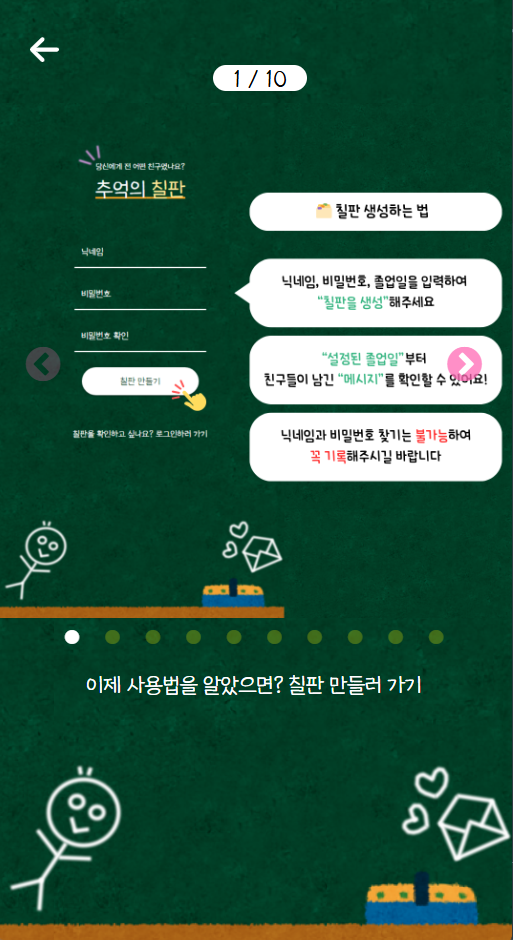 1 / 10
당신에게 전 어떤 친구였나요?
추억의 칠판
닉네임
비밀번호
비밀번호 확인
칠판 만들기
칠판을 확인하고 싶나요? 로그인하러 가기
칠판 생성하는 법
닉네임, 비밀번호, 졸업일을 입력하여
“칠판을 생성”해주세요
“설정된 졸업일”부터
친구들이 남긴 “메시지”를 확인할 수 있어요!
닉네임과 비밀번호 찾기는 불가능하여
꼭 기록해주시길 바랍니다
이제 사용법을 알았으면? 칠판 만들러 가기